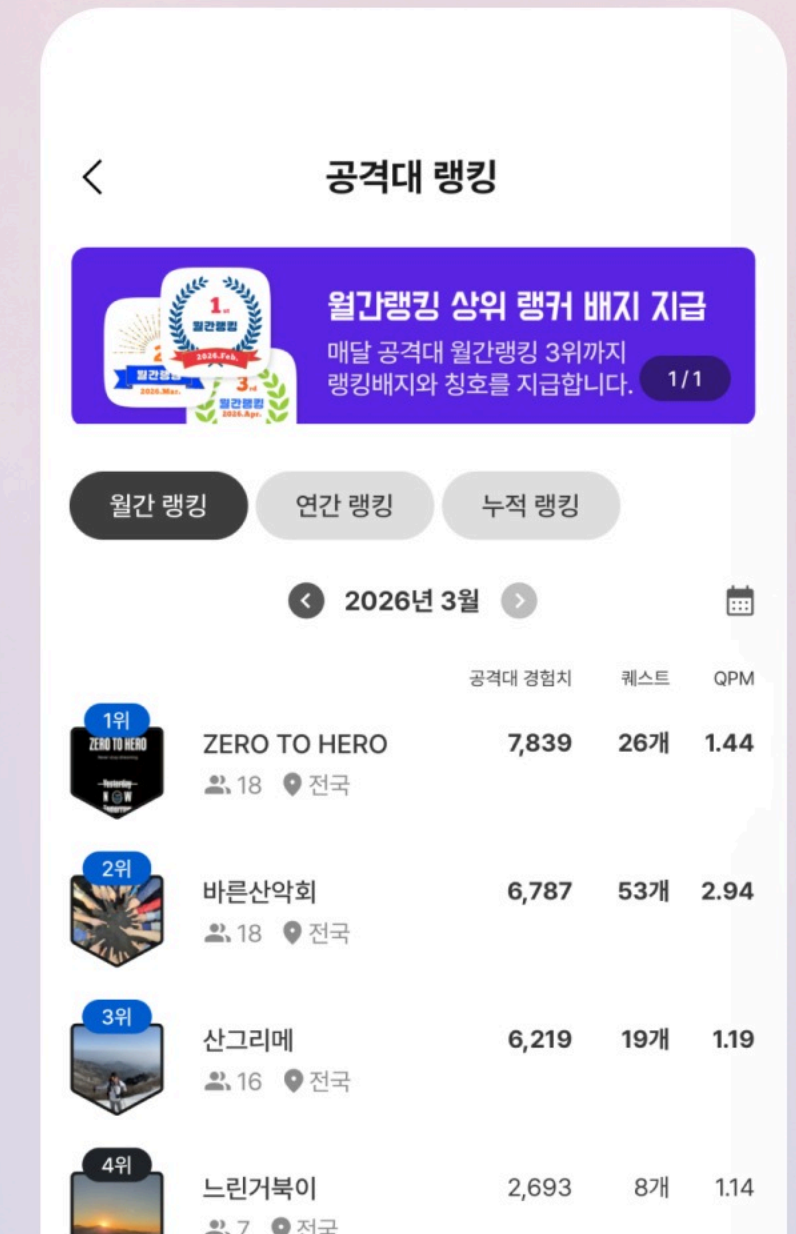 공격대 랭킹
1st
월간랭킹
2026.Feb.
2
월간랭킹
2026.Mar.
3rd
월간랭킹
2026.Apr.
월간랭킹 상위 랭커 배지 지급
매달 공격대 월간랭킹 3위까지
랭킹배지와 칭호를 지급합니다.
1/1
월간 랭킹 연간 랭킹 누적 랭킹
2026년 3월
공격대 경험치 퀘스트 QPM
1위
ZERO TO HERO
Yesterday
NOW
Tomorrow
ZERO TO HERO 7,839 26개 1.44
18 전국
2위
바른산악회 6,787 53개 2.94
18 전국
3위
산그리메 6,219 19개 1.19
16 전국
4위
느린거북이 2,693 8개 1.14
7 전국